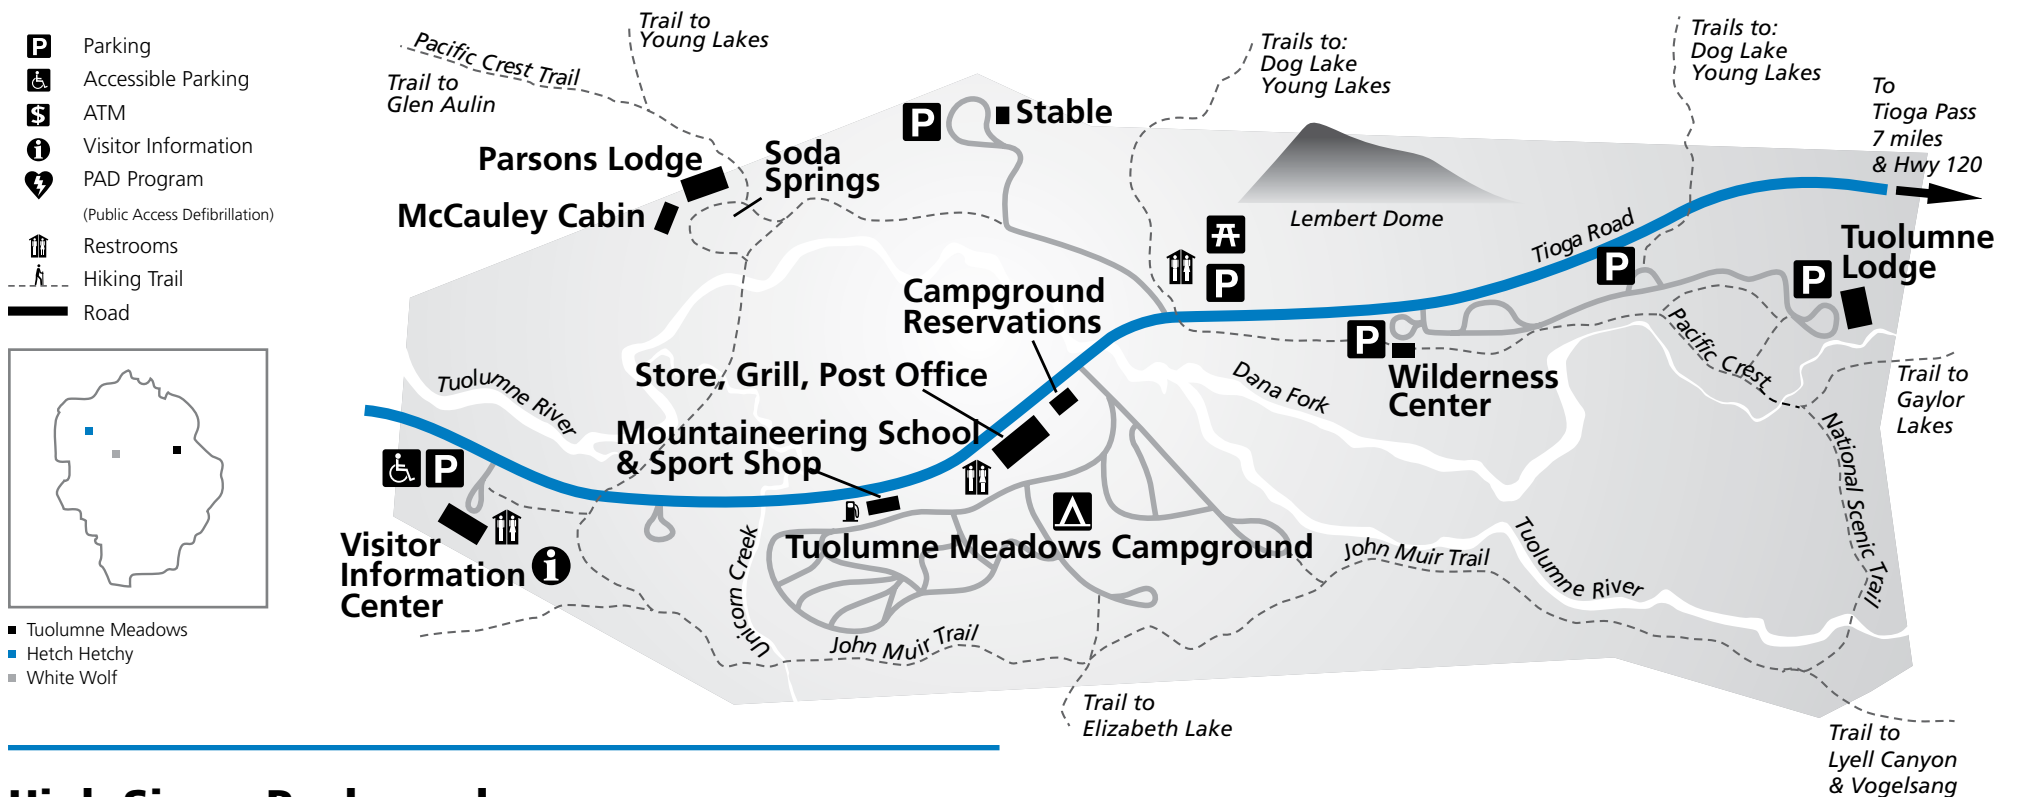 Parking
Accessible Parking
ATM
Visitor Information
PAD Program
(Public Access Defibrillation)
Restrooms
Hiking Trail
Road
Tuolumne Meadows
Hetch Hetchy
White Wolf
Pacific Crest Trail
Trail to
Glen Aulin
Trail to
Young Lakes
Parsons Lodge
McCauley Cabin
Soda
Springs
P
Stable
Trails to:
Dog Lake
Young Lakes
Trails to:
Dog Lake
Young Lakes
To
Tioga Pass
7 miles
& Hwy 120
Lembert Dome
Tioga Road
P
P
P
Tuolumne
Lodge
Campground
Reservations
Store, Grill, Post Office
Mountaineering School
& Sport Shop
P
Wilderness
Center
Dana Fork
Pacific Crest
National Scenic Trail
Trail to
Gaylor
Lakes
Tuolumne River
P
Visitor
Information
Center
i
Unicorn Creek
Tuolumne Meadows Campground
John Muir Trail
John Muir Trail
Tuolumne River
Trail to
Elizabeth Lake
Trail to
Lyell Canyon
& Vogelsang